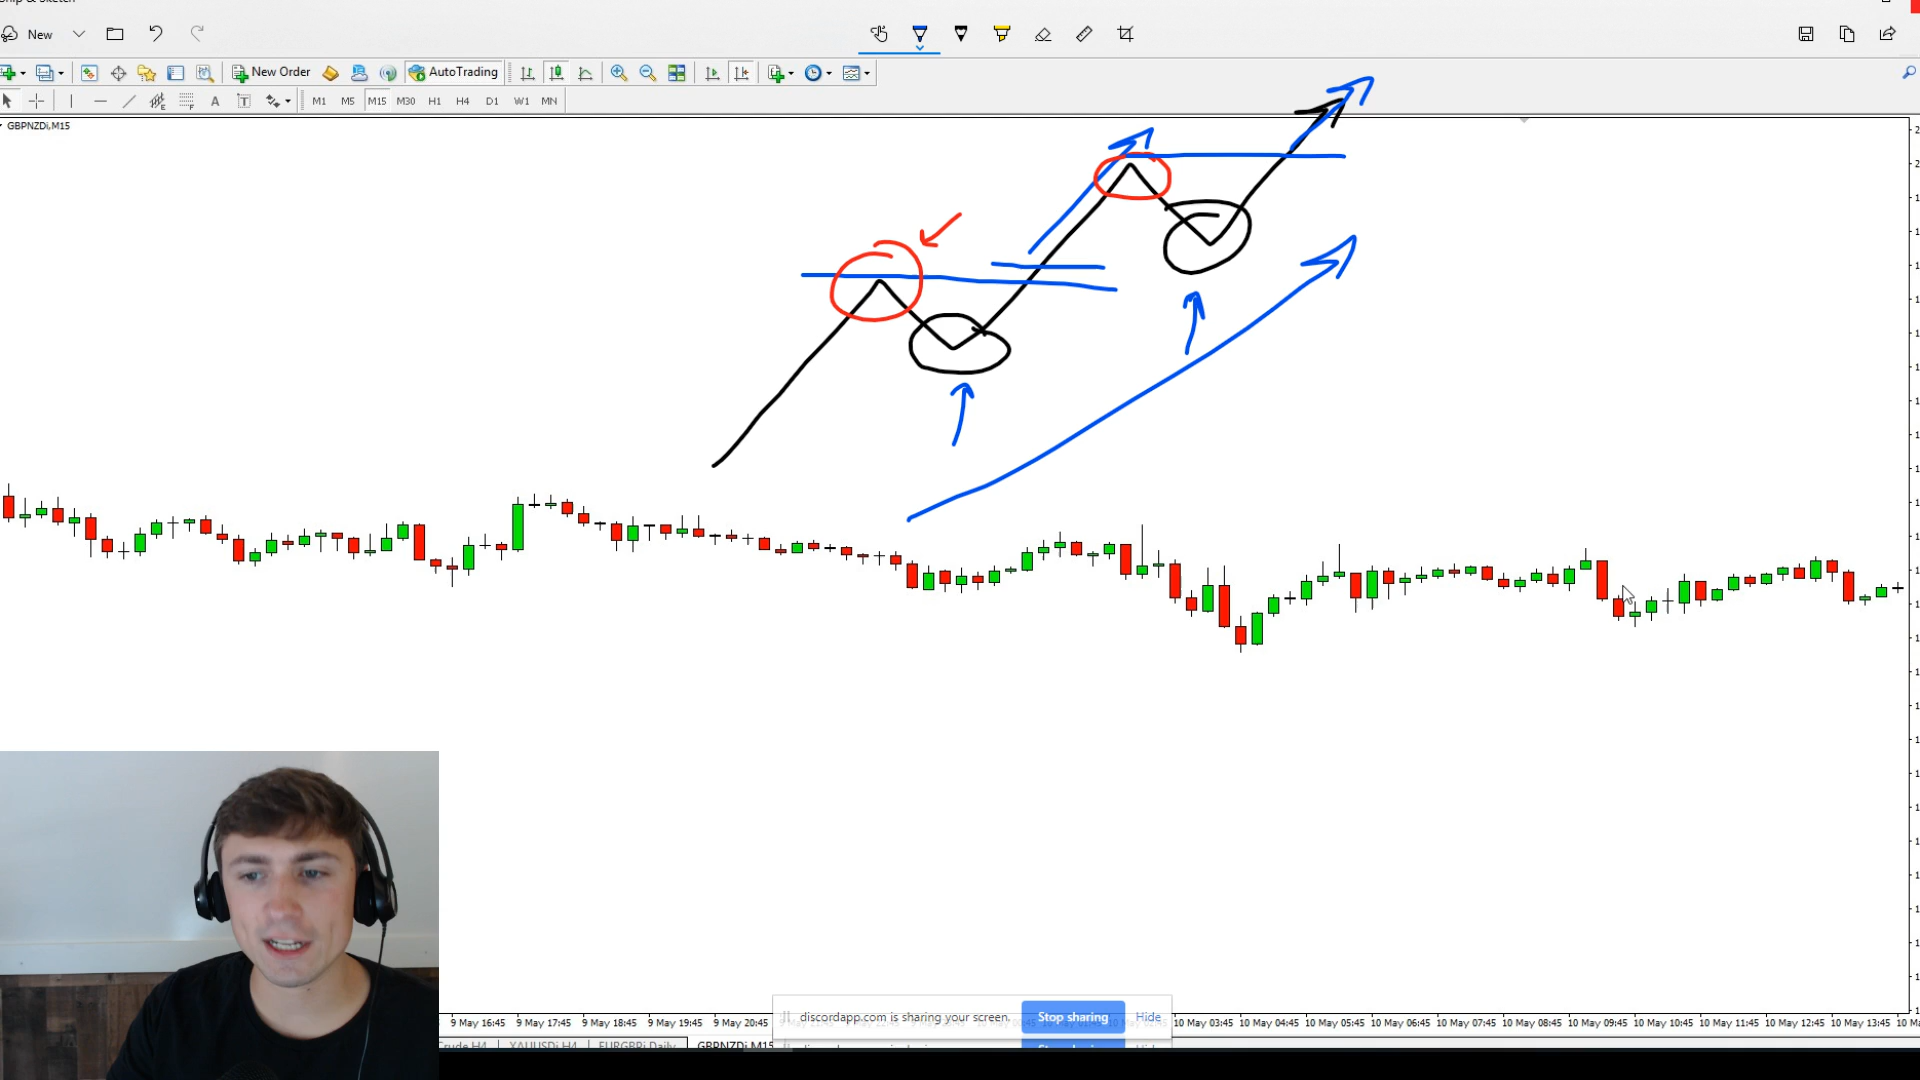 New
New Order
AutoTrading
A
T
M1
M5
M15
M30
H1
H4
D1
W1
MN
GBPNZDi,M15
9 May 16:45
9 May 17:45
9 May 18:45
9 May 19:45
9 May 20:45
10 May 03:45
10 May 04:45
10 May 05:45
10 May 06:45
10 May 07:45
10 May 08:45
10 May 09:45
10 May 10:45
10 May 11:45
10 May 12:45
10 May 13:45
discordapp.com is sharing your screen.
Stop sharing
Hide
XAUUSDi H4
EURGBPi Daily
GBPNZDi M15